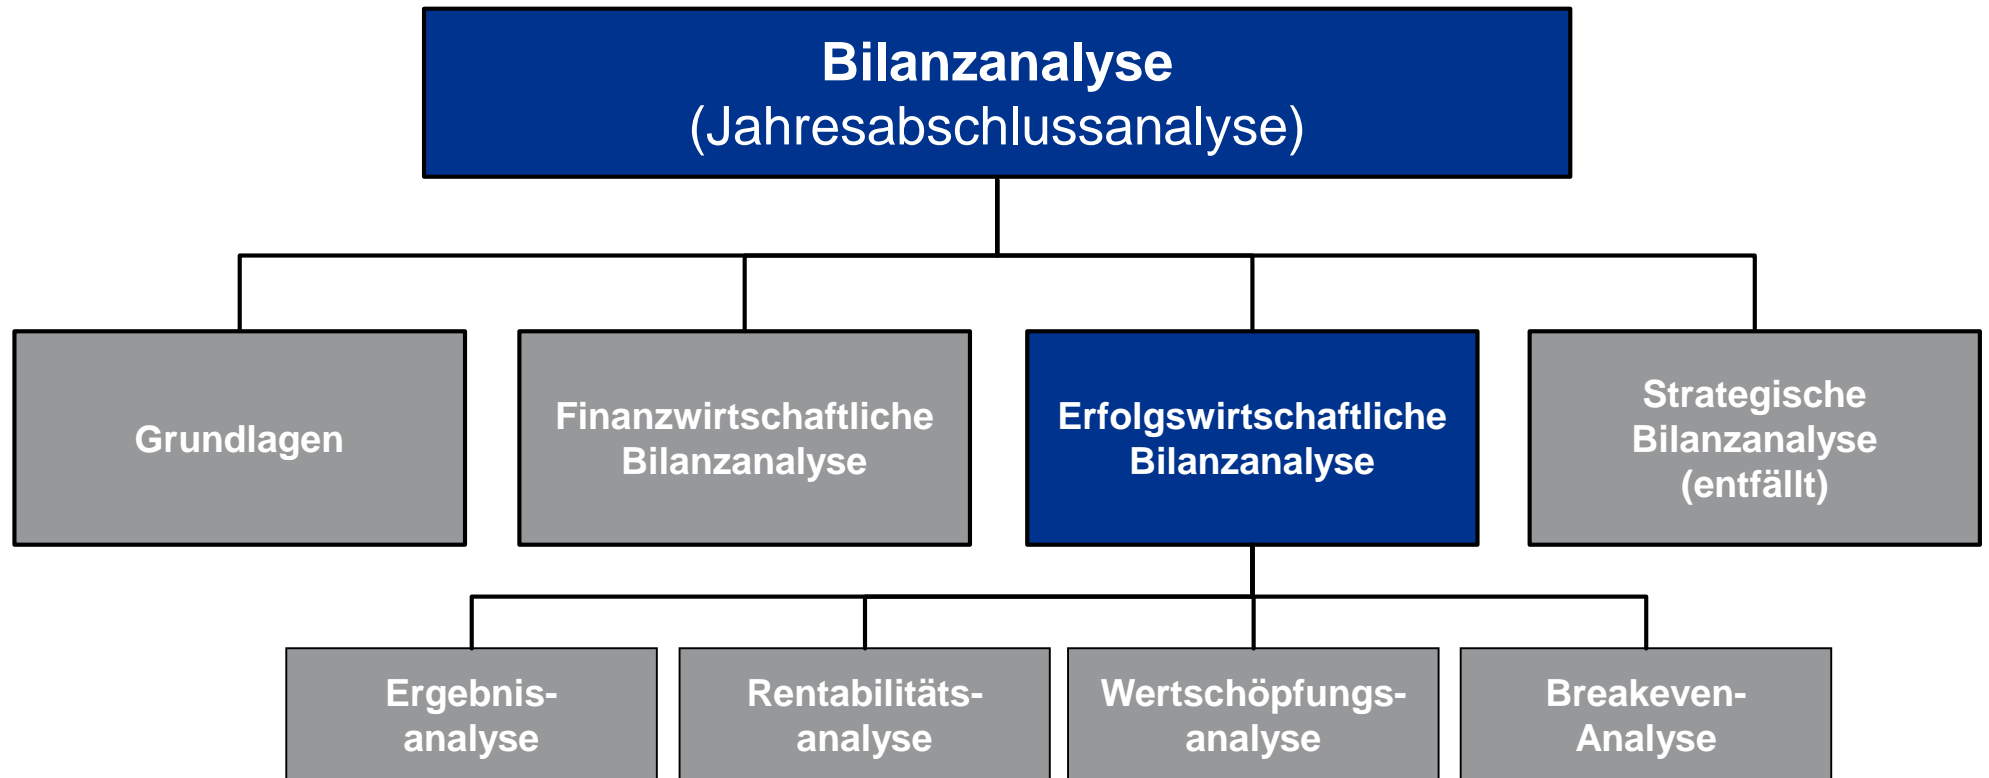 Bilanzanalyse
(Jahresabschlussanalyse)
Grundlagen
Finanzwirtschaftliche
Bilanzanalyse
Erfolgswirtschaftliche
Bilanzanalyse
Strategische
Bilanzanalyse
(entfällt)
Ergebnis-
analyse
Rentabilitäts-
analyse
Wertschöpfungs-
analyse
Breakeven-
Analyse